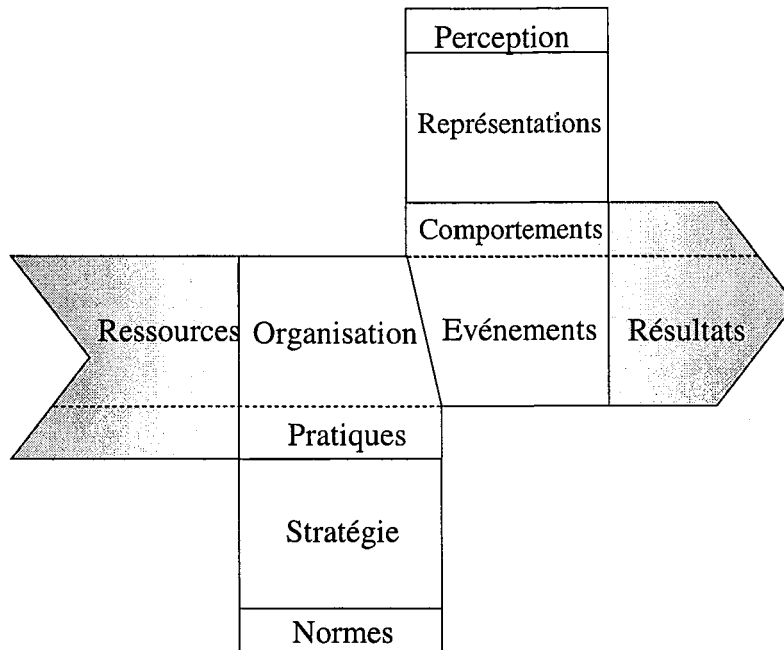 Perception
Représentations
Comportements
Ressources Organisation Evénements Résultats
Pratiques
Stratégie
Normes